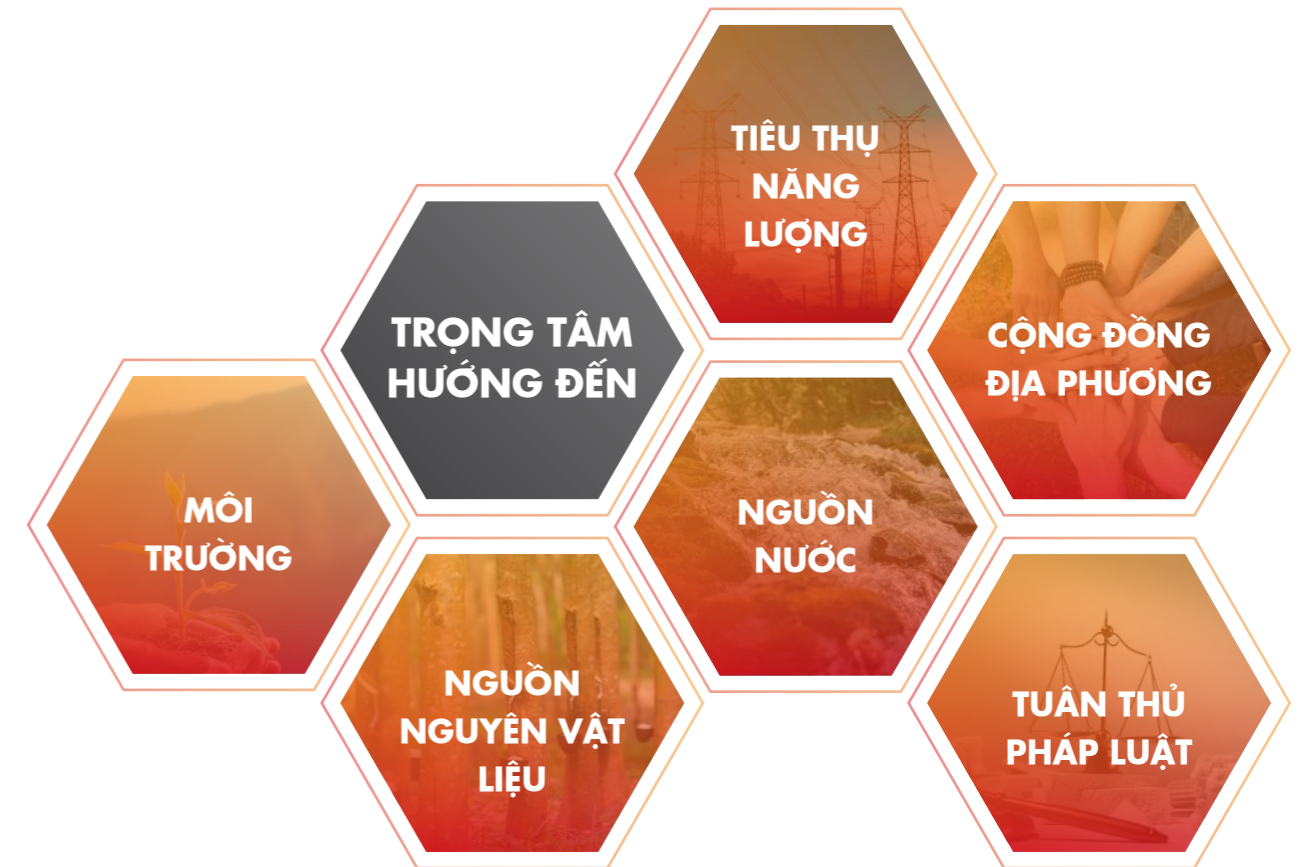 TIÊU THỤ
NĂNG
LƯỢNG
TRỌNG TÂM
HƯỚNG ĐẾN
CỘNG ĐỒNG
ĐỊA PHƯƠNG
MÔI
TRƯỜNG
NGUỒN
NƯỚC
NGUỒN
NGUYÊN VẬT
LIỆU
TUÂN THỦ
PHÁP LUẬT